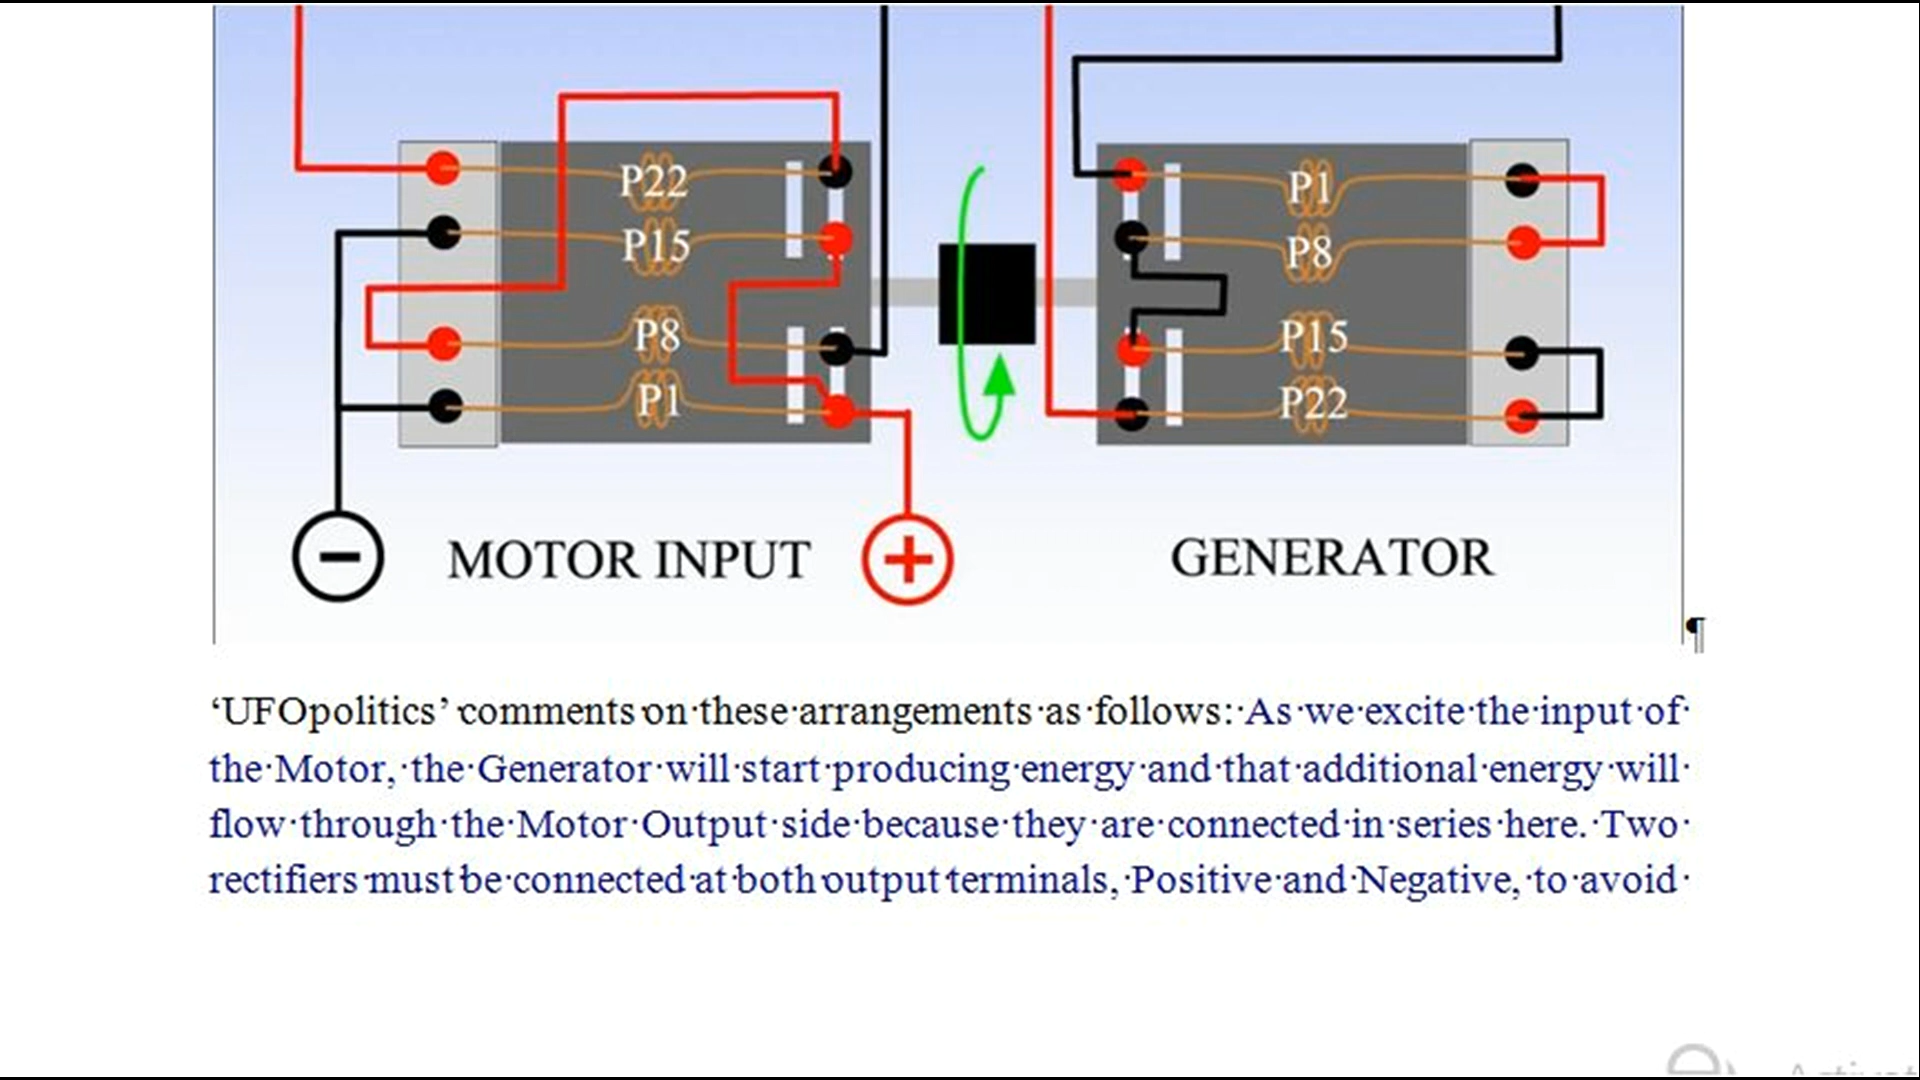 P22
P15
P8
P1
P1
P8
P15
P22
−
MOTOR INPUT
+
GENERATOR
¶
‘UFOpolitics’ comments on these arrangements as follows: As we excite the input of
the Motor, the Generator will start producing energy and that additional energy will
flow through the Motor Output side because they are connected in series here. Two
rectifiers must be connected at both output terminals, Positive and Negative, to avoid